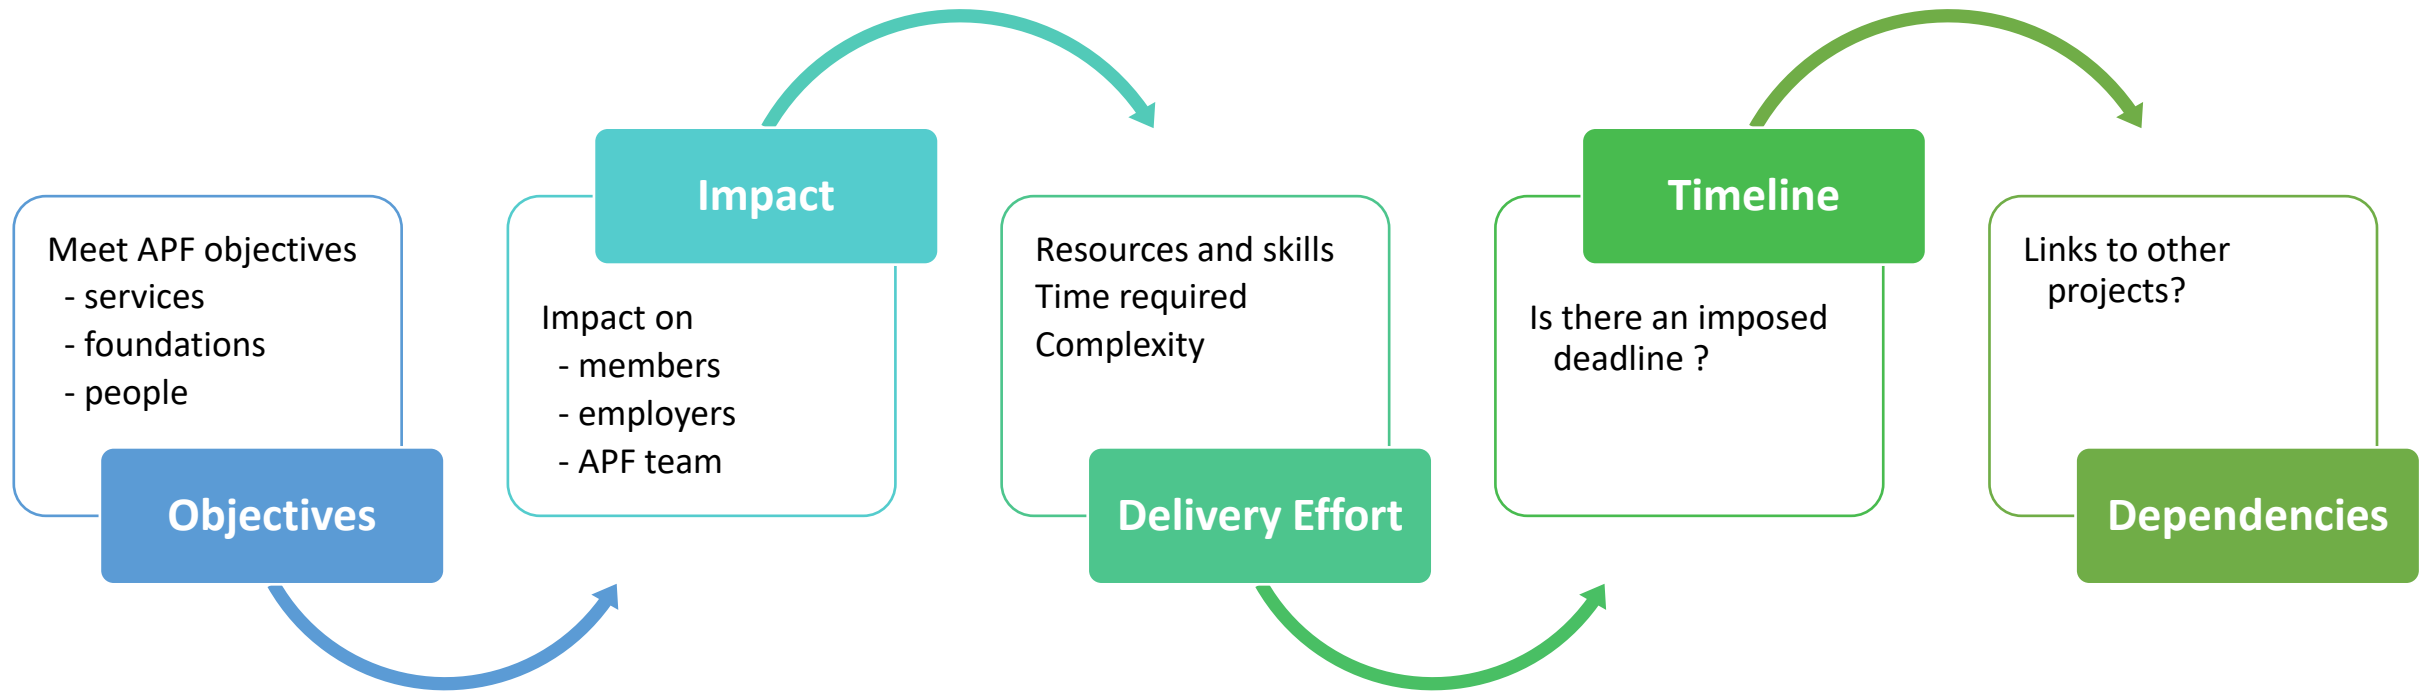 Meet APF objectives
- services
- foundations
- people
Objectives
Impact
Impact on
- members
- employers
- APF team
Resources and skills
Time required
Complexity
Delivery Effort
Timeline
Is there an imposed
deadline ?
Links to other
projects?
Dependencies